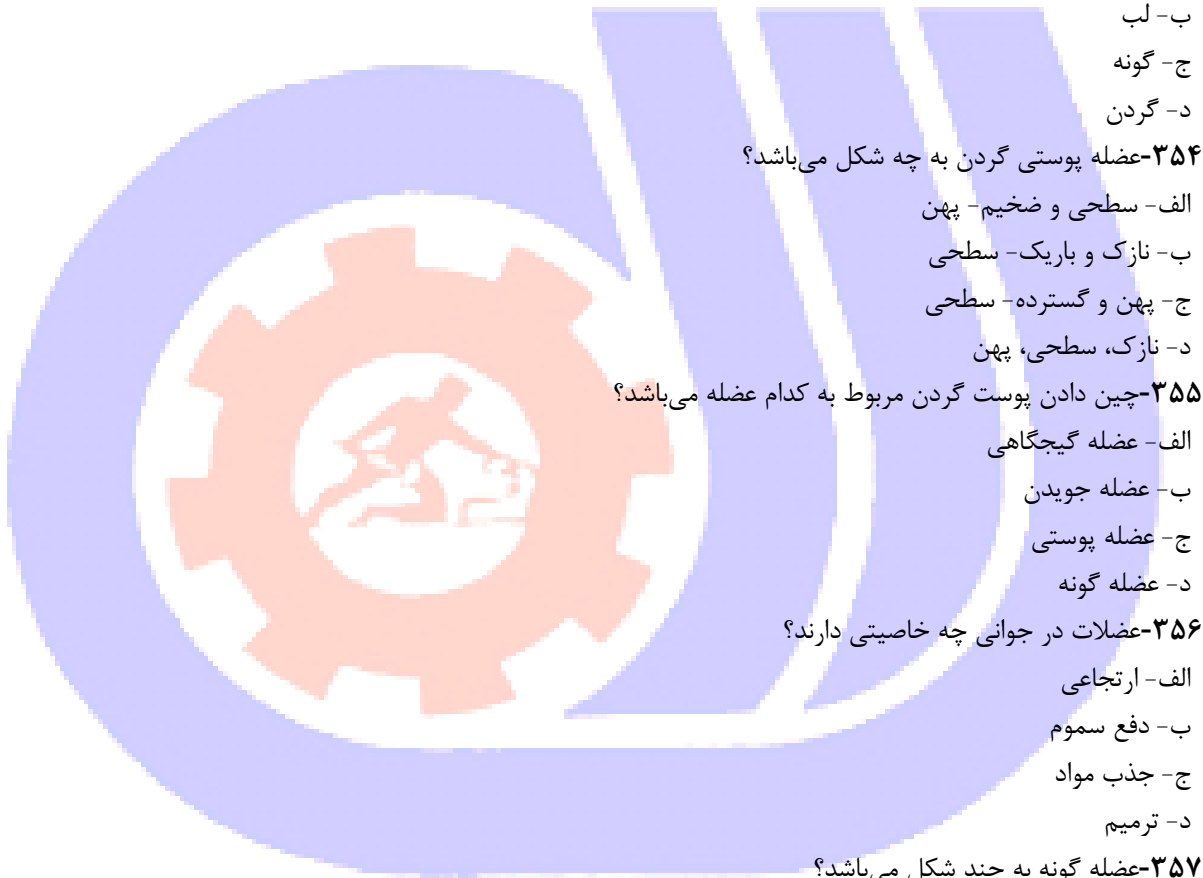 ب- لب
ج- گونه
د- گردن
۳۵۴-عضله پوستی گردن به چه شکل می‌باشد؟
الف- سطحی و ضخیم- پهن
ب- نازک و باریک- سطحی
ج- پهن و گسترده- سطحی
د- نازک، سطحی، پهن
۳۵۵-چین دادن پوست گردن مربوط به کدام عضله می‌باشد؟
الف- عضله گیجگاهی
ب- عضله جویدن
ج- عضله پوستی
د- عضله گونه
۳۵۶-عضلات در جوانی چه خاصیتی دارند؟
الف- ارتجاعی
ب- دفع سموم
ج- جذب مواد
د- ترمیم
۳۵۷-عضله گونه به چند شکل می‌باشد؟